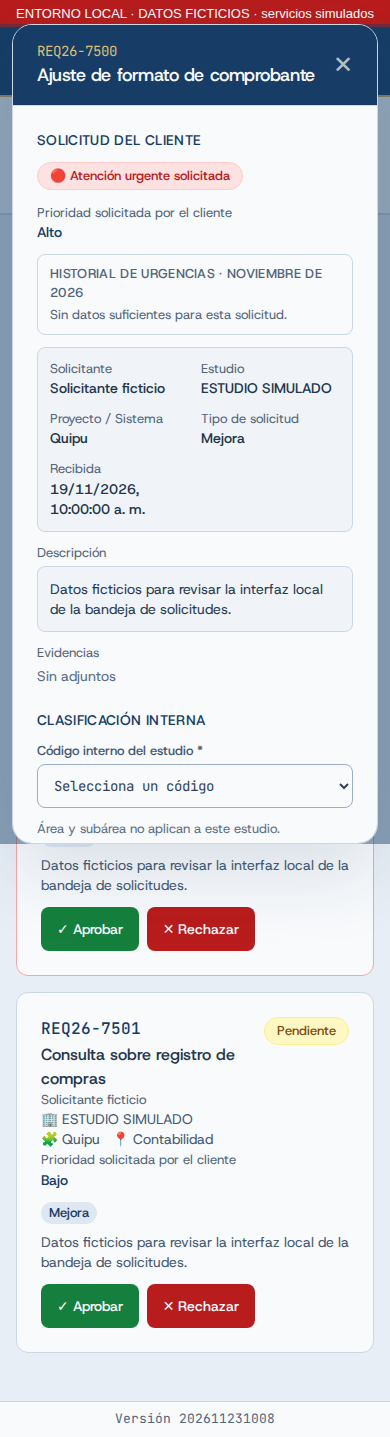 ENTORNO LOCAL · DATOS FICTICIOS · servicios simulados
REQ26-7500
Ajuste de formato de comprobante
✕
SOLICITUD DEL CLIENTE
🔴 Atención urgente solicitada
Prioridad solicitada por el cliente
Alto
HISTORIAL DE URGENCIAS · NOVIEMBRE DE
2026
Sin datos suficientes para esta solicitud.
Solicitante
Solicitante ficticio
Estudio
ESTUDIO SIMULADO
Proyecto / Sistema
Quipu
Tipo de solicitud
Mejora
Recibida
19/11/2026,
10:00:00 a. m.
Descripción
Datos ficticios para revisar la interfaz local
de la bandeja de solicitudes.
Evidencias
Sin adjuntos
CLASIFICACIÓN INTERNA
Código interno del estudio *
Selecciona un código
Área y subárea no aplican a este estudio.
Datos ficticios para revisar la interfaz local de la
bandeja de solicitudes.
✓ Aprobar
✕ Rechazar
REQ26-7501
Pendiente
Consulta sobre registro de
compras
Solicitante ficticio
🏢 ESTUDIO SIMULADO
🧩 Quipu 📍 Contabilidad
Prioridad solicitada por el cliente
Bajo
Mejora
Datos ficticios para revisar la interfaz local de la
bandeja de solicitudes.
✓ Aprobar
✕ Rechazar
Versión 202611231008